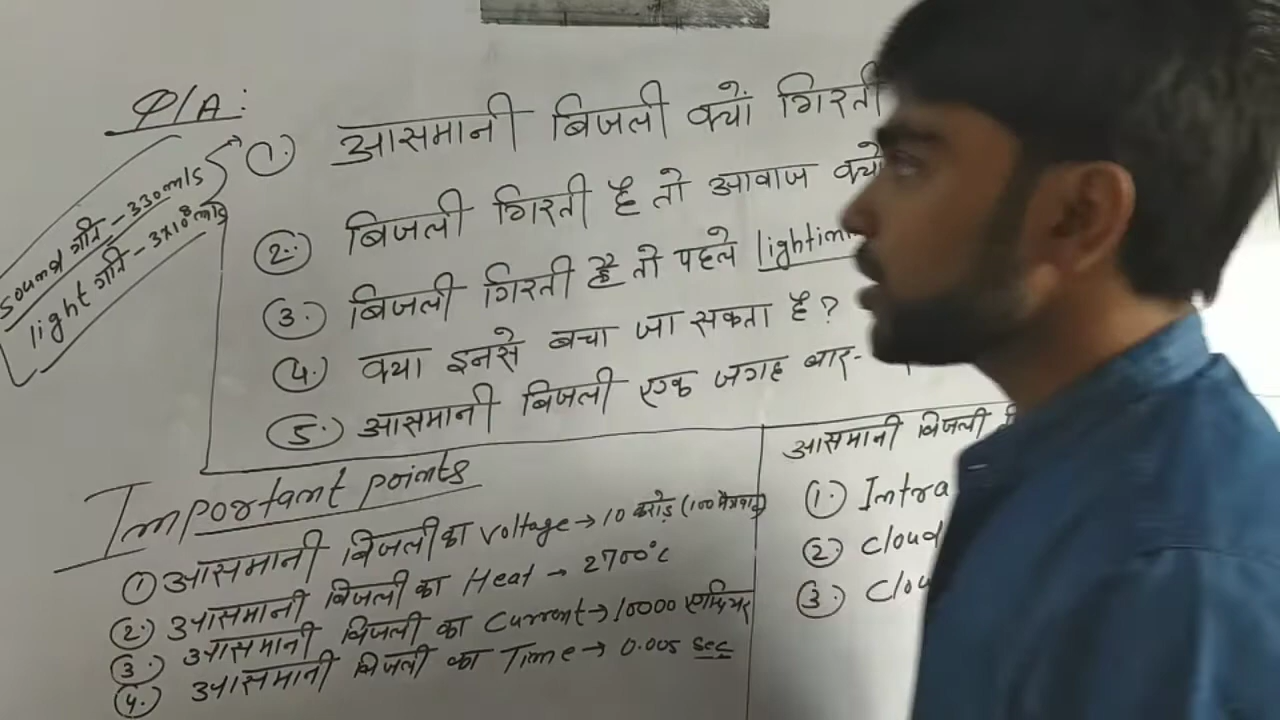 Q/A:
sound गति - 330 m/s
light गति - 3x10⁸ m/s
1. आसमानी बिजली क्यों गिरती
2. बिजली गिरती है तो आवाज क्यों
3. बिजली गिरती है तो पहले lightin
4. क्या इनसे बचा जा सकता है ?
5. आसमानी बिजली एक जगह बार-
Important points
1 आसमानी बिजली का voltage → 10 करोड़ (100
2. आसमानी बिजली का Heat → 2700°c
3. आसमानी बिजली का Current → 10000 एम्पियर
4. आसमानी बिजली का Time → 0.005 sec
आसमानी बिजली
1. Intra
2. Cloud
3. Clou